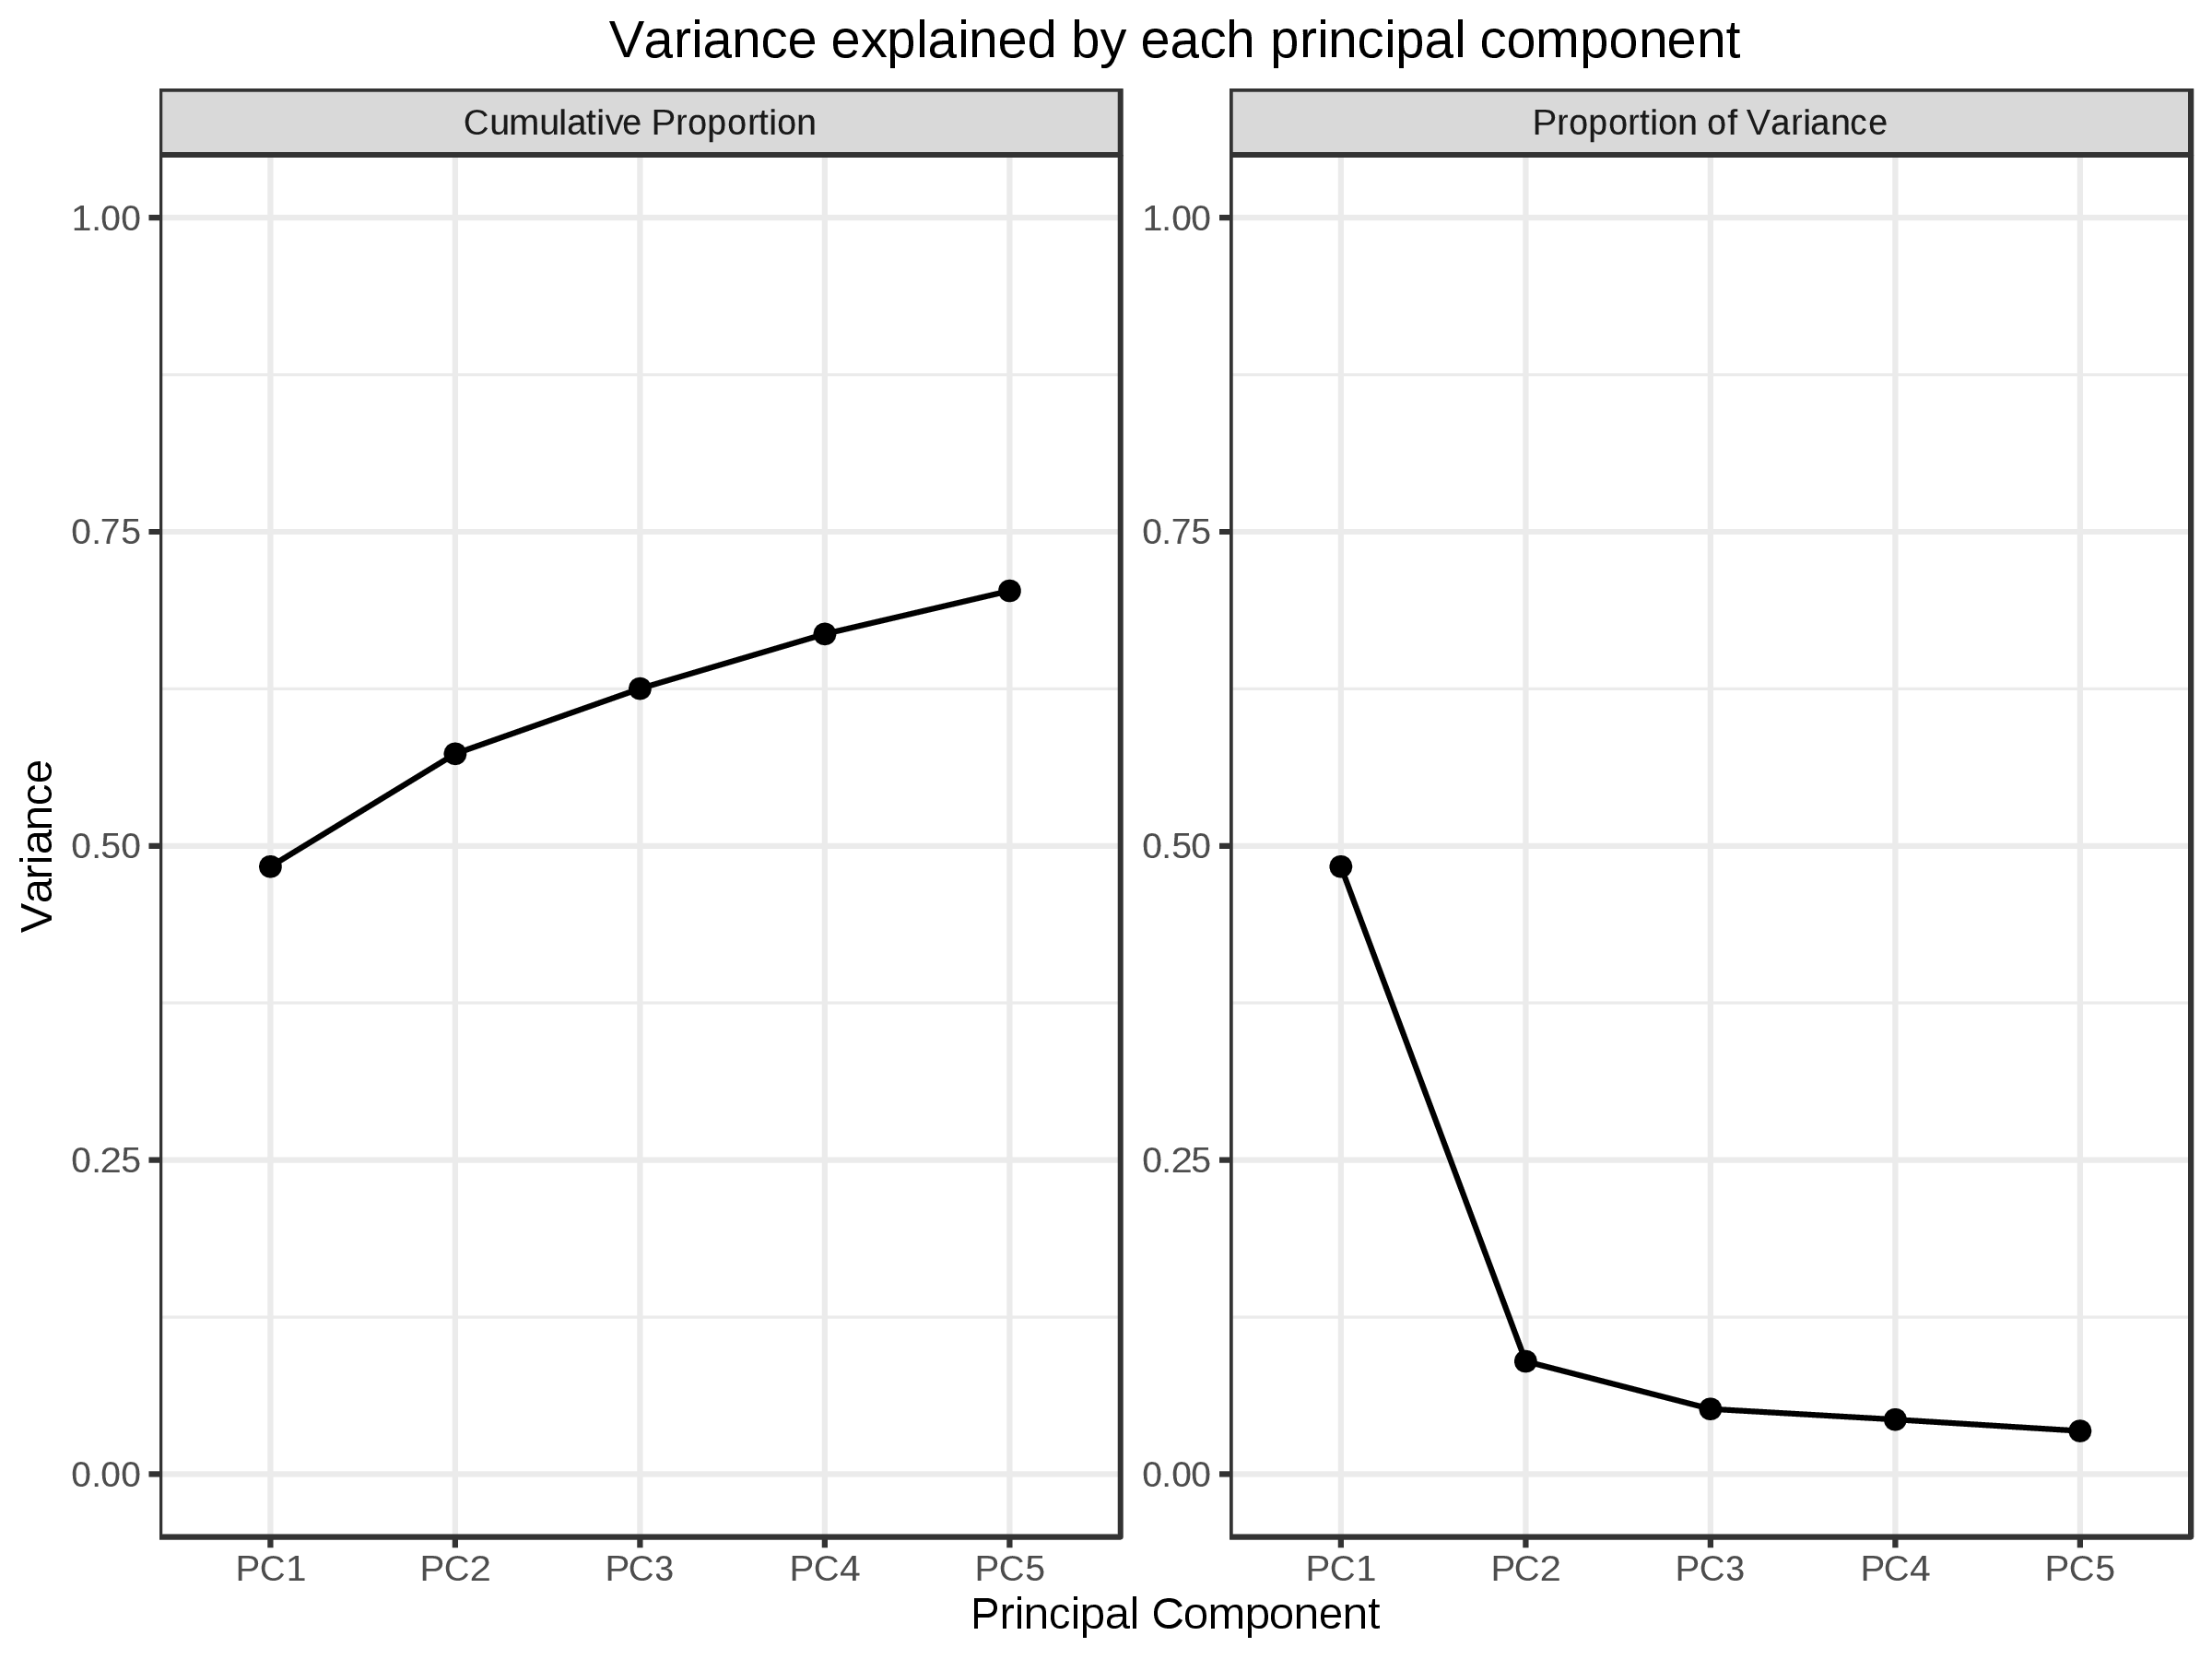 Variance explained by each principal component
Cumulative Proportion
Proportion of Variance
Variance
1.00
0.75
0.50
0.25
0.00
1.00
0.75
0.50
0.25
0.00
PC1 PC2 PC3 PC4 PC5
PC1 PC2 PC3 PC4 PC5
Principal Component